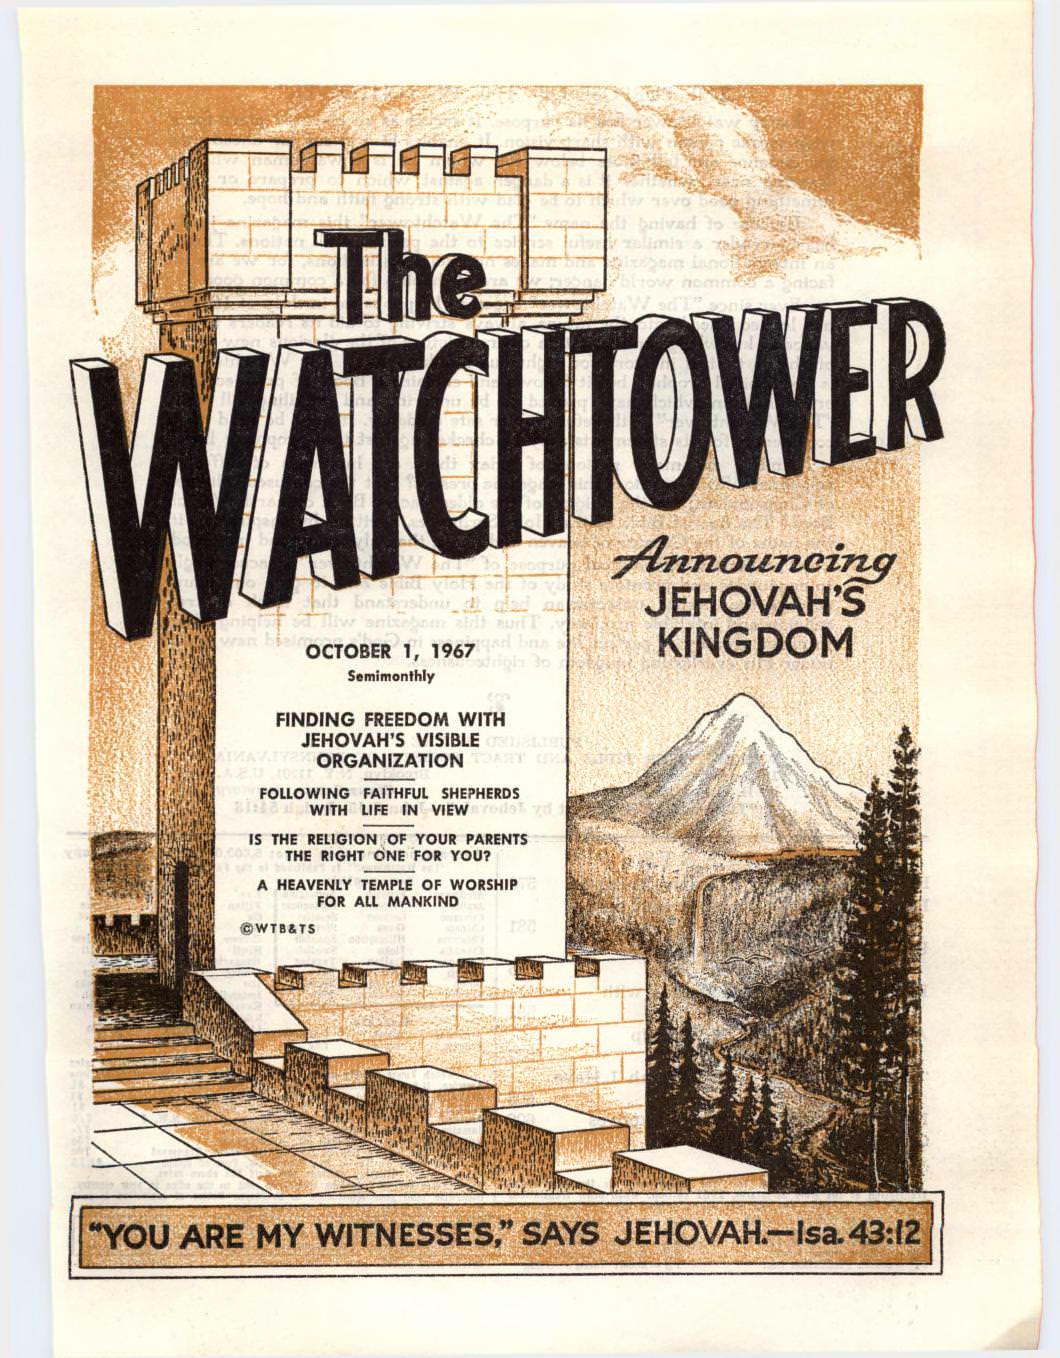 The
WATCHTOWER
Announcing
JEHOVAH'S
KINGDOM
OCTOBER 1, 1967
Semimonthly
FINDING FREEDOM WITH
JEHOVAH'S VISIBLE
ORGANIZATION
FOLLOWING FAITHFUL SHEPHERDS
WITH LIFE IN VIEW
IS THE RELIGION OF YOUR PARENTS
THE RIGHT ONE FOR YOU?
A HEAVENLY TEMPLE OF WORSHIP
FOR ALL MANKIND
©WTB&TS
"YOU ARE MY WITNESSES," SAYS JEHOVAH.—Isa. 43:12